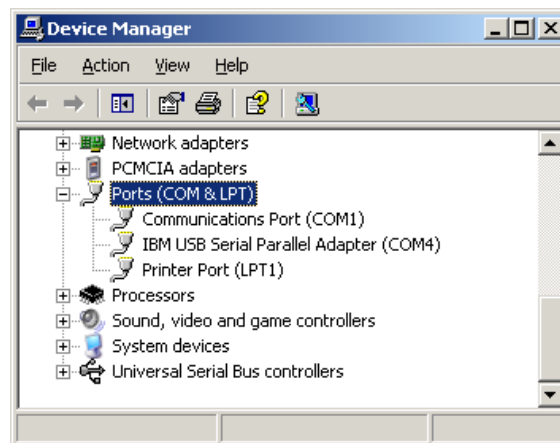 Device Manager
File Action View Help
Network adapters
PCMCIA adapters
Ports (COM & LPT)
Communications Port (COM1)
IBM USB Serial Parallel Adapter (COM4)
Printer Port (LPT1)
Processors
Sound, video and game controllers
System devices
Universal Serial Bus controllers